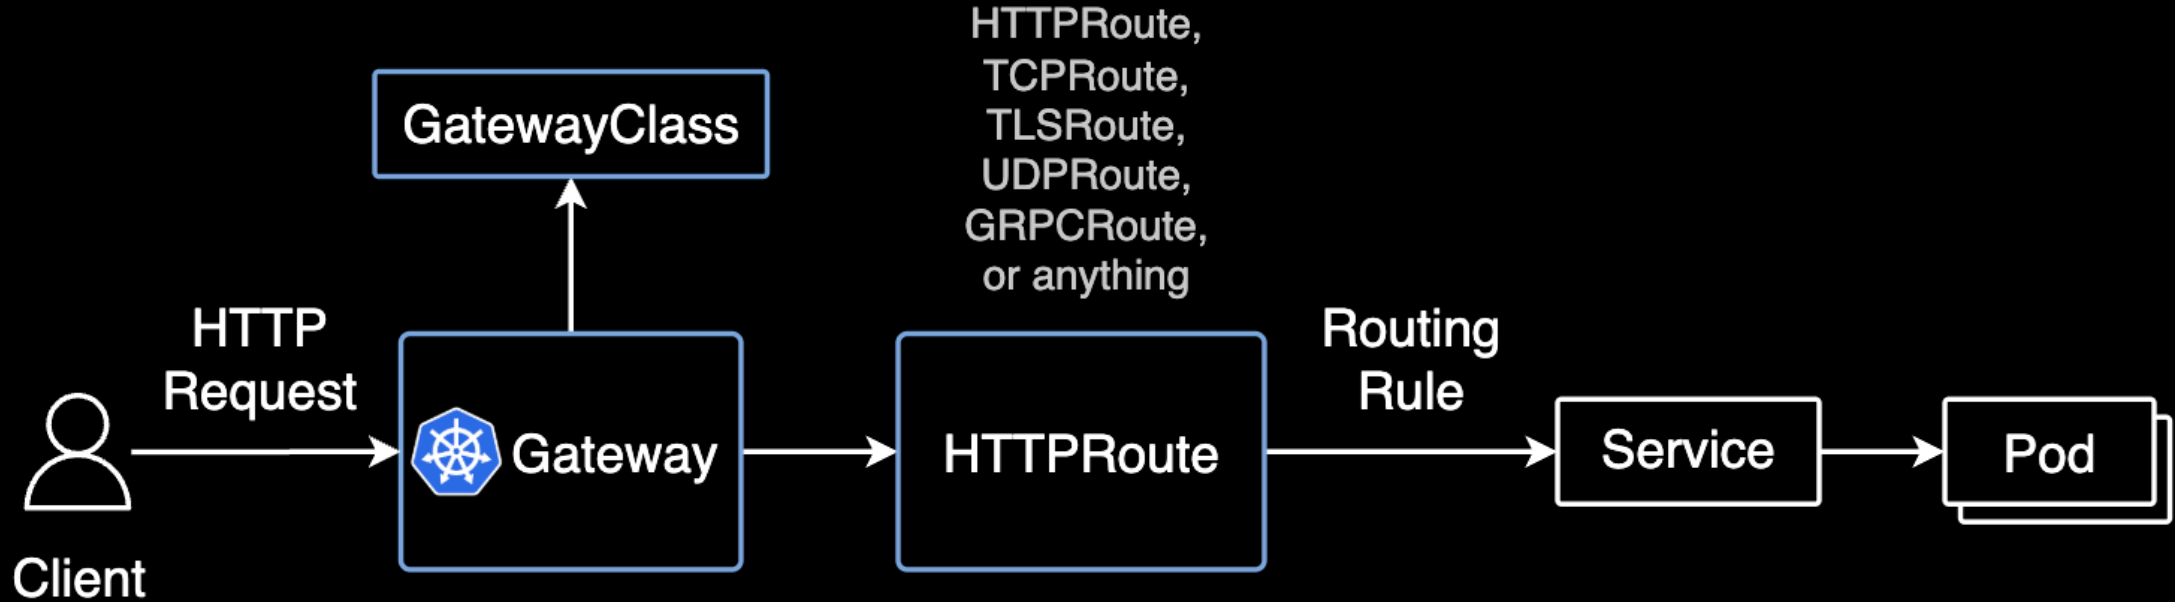 HTTPRoute,
TCPRoute,
TLSRoute,
UDPRoute,
GRPCRoute,
or anything
GatewayClass
HTTP
Request
Client
Gateway
HTTPRoute
Routing
Rule
Service
Pod